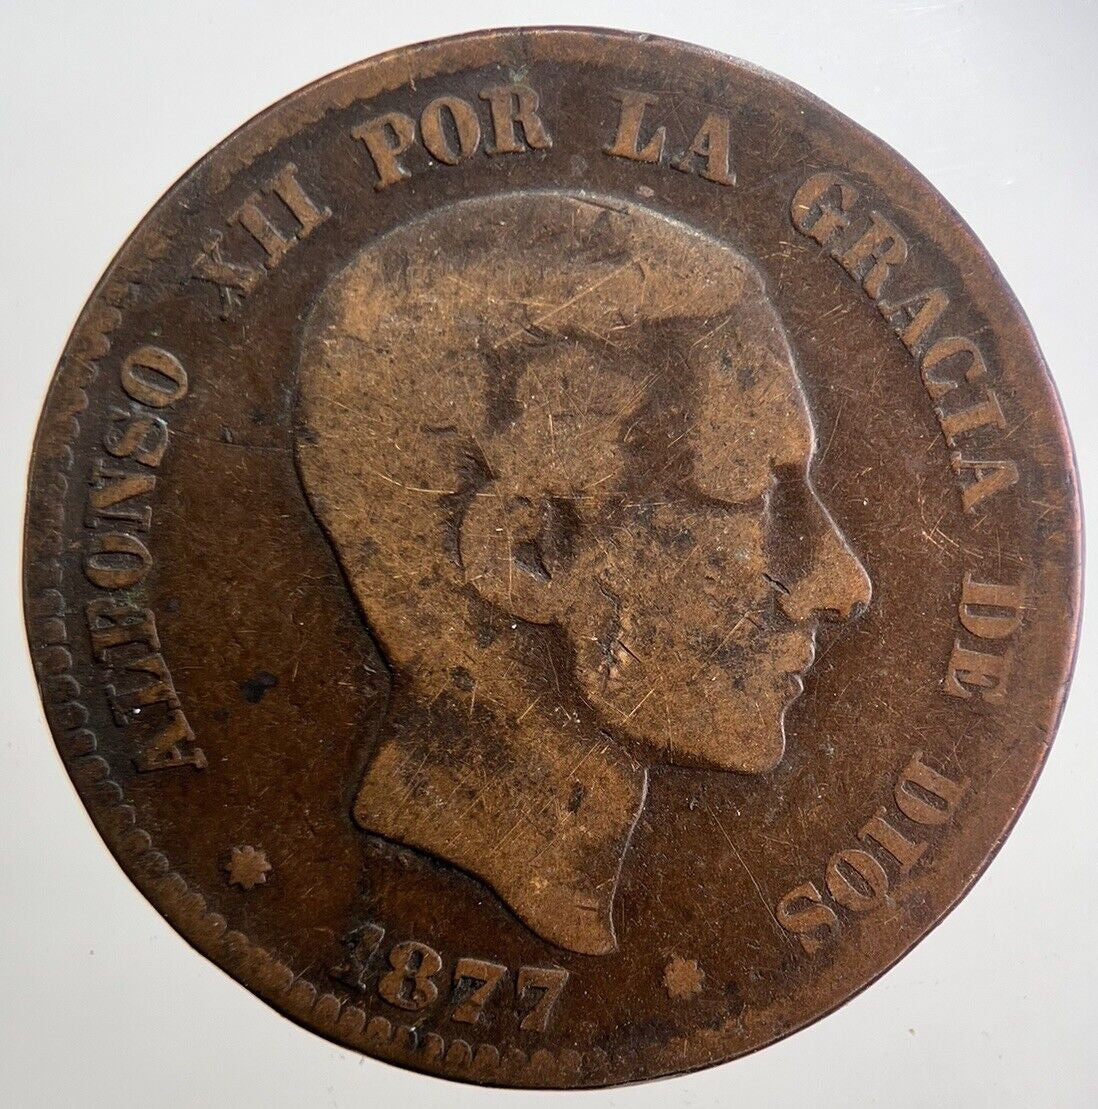 ALFONSO XII POR LA GRACIA DE DIOS
1877